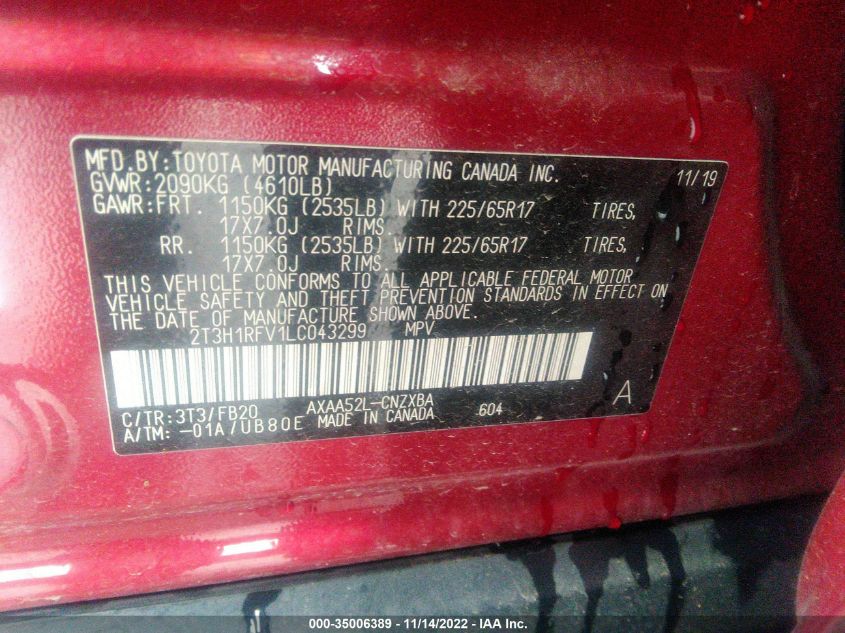 MFD.BY:TOYOTA MOTOR MANUFACTURING CANADA INC. 11/19
GVWR:2090KG (4610LB)
GAWR:FRT. 1150KG (2535LB) WITH 225/65R17 TIRES,
17X7.0J RIMS.
RR. 1150KG (2535LB) WITH 225/65R17 TIRES,
17X7.0J RIMS.
THIS VEHICLE CONFORMS TO ALL APPLICABLE FEDERAL MOTOR
VEHICLE SAFETY AND THEFT PREVENTION STANDARDS IN EFFECT ON
THE DATE OF MANUFACTURE SHOWN ABOVE.
2T3H1RFV1LC043299 MPV
C/TR:3T3/FB20 AXAA52L-CNZXBA 604 A
A/TM: -01A/UB80E MADE IN CANADA
000-35006389 - 11/14/2022 - IAA Inc.